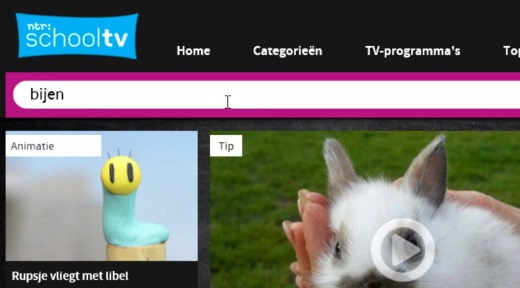 ntr:
schooltv
Home Categorieën TV-programma's
bijen
Animatie
Tip
Rupsje vliegt met libel